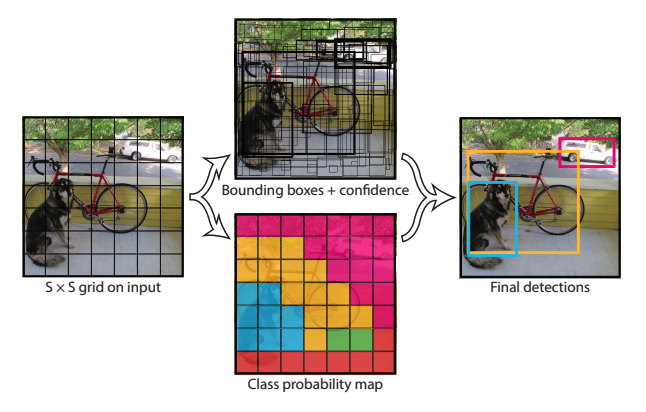 S × S grid on input
Bounding boxes + confidence
Class probability map
Final detections